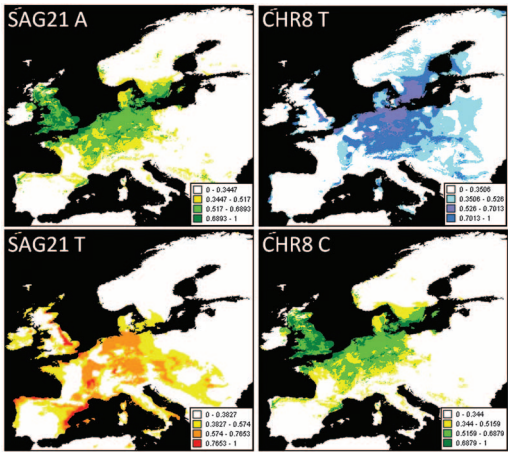 SAG21 A
0 - 0.3447
0.3447 - 0.517
0.517 - 0.6893
0.6893 - 1
CHR8 T
0 - 0.3506
0.3506 - 0.526
0.526 - 0.7013
0.7013 - 1
SAG21 T
0 - 0.3827
0.3827 - 0.574
0.574 - 0.7653
0.7653 - 1
CHR8 C
0 - 0.344
0.344 - 0.5159
0.5159 - 0.6879
0.6879 - 1